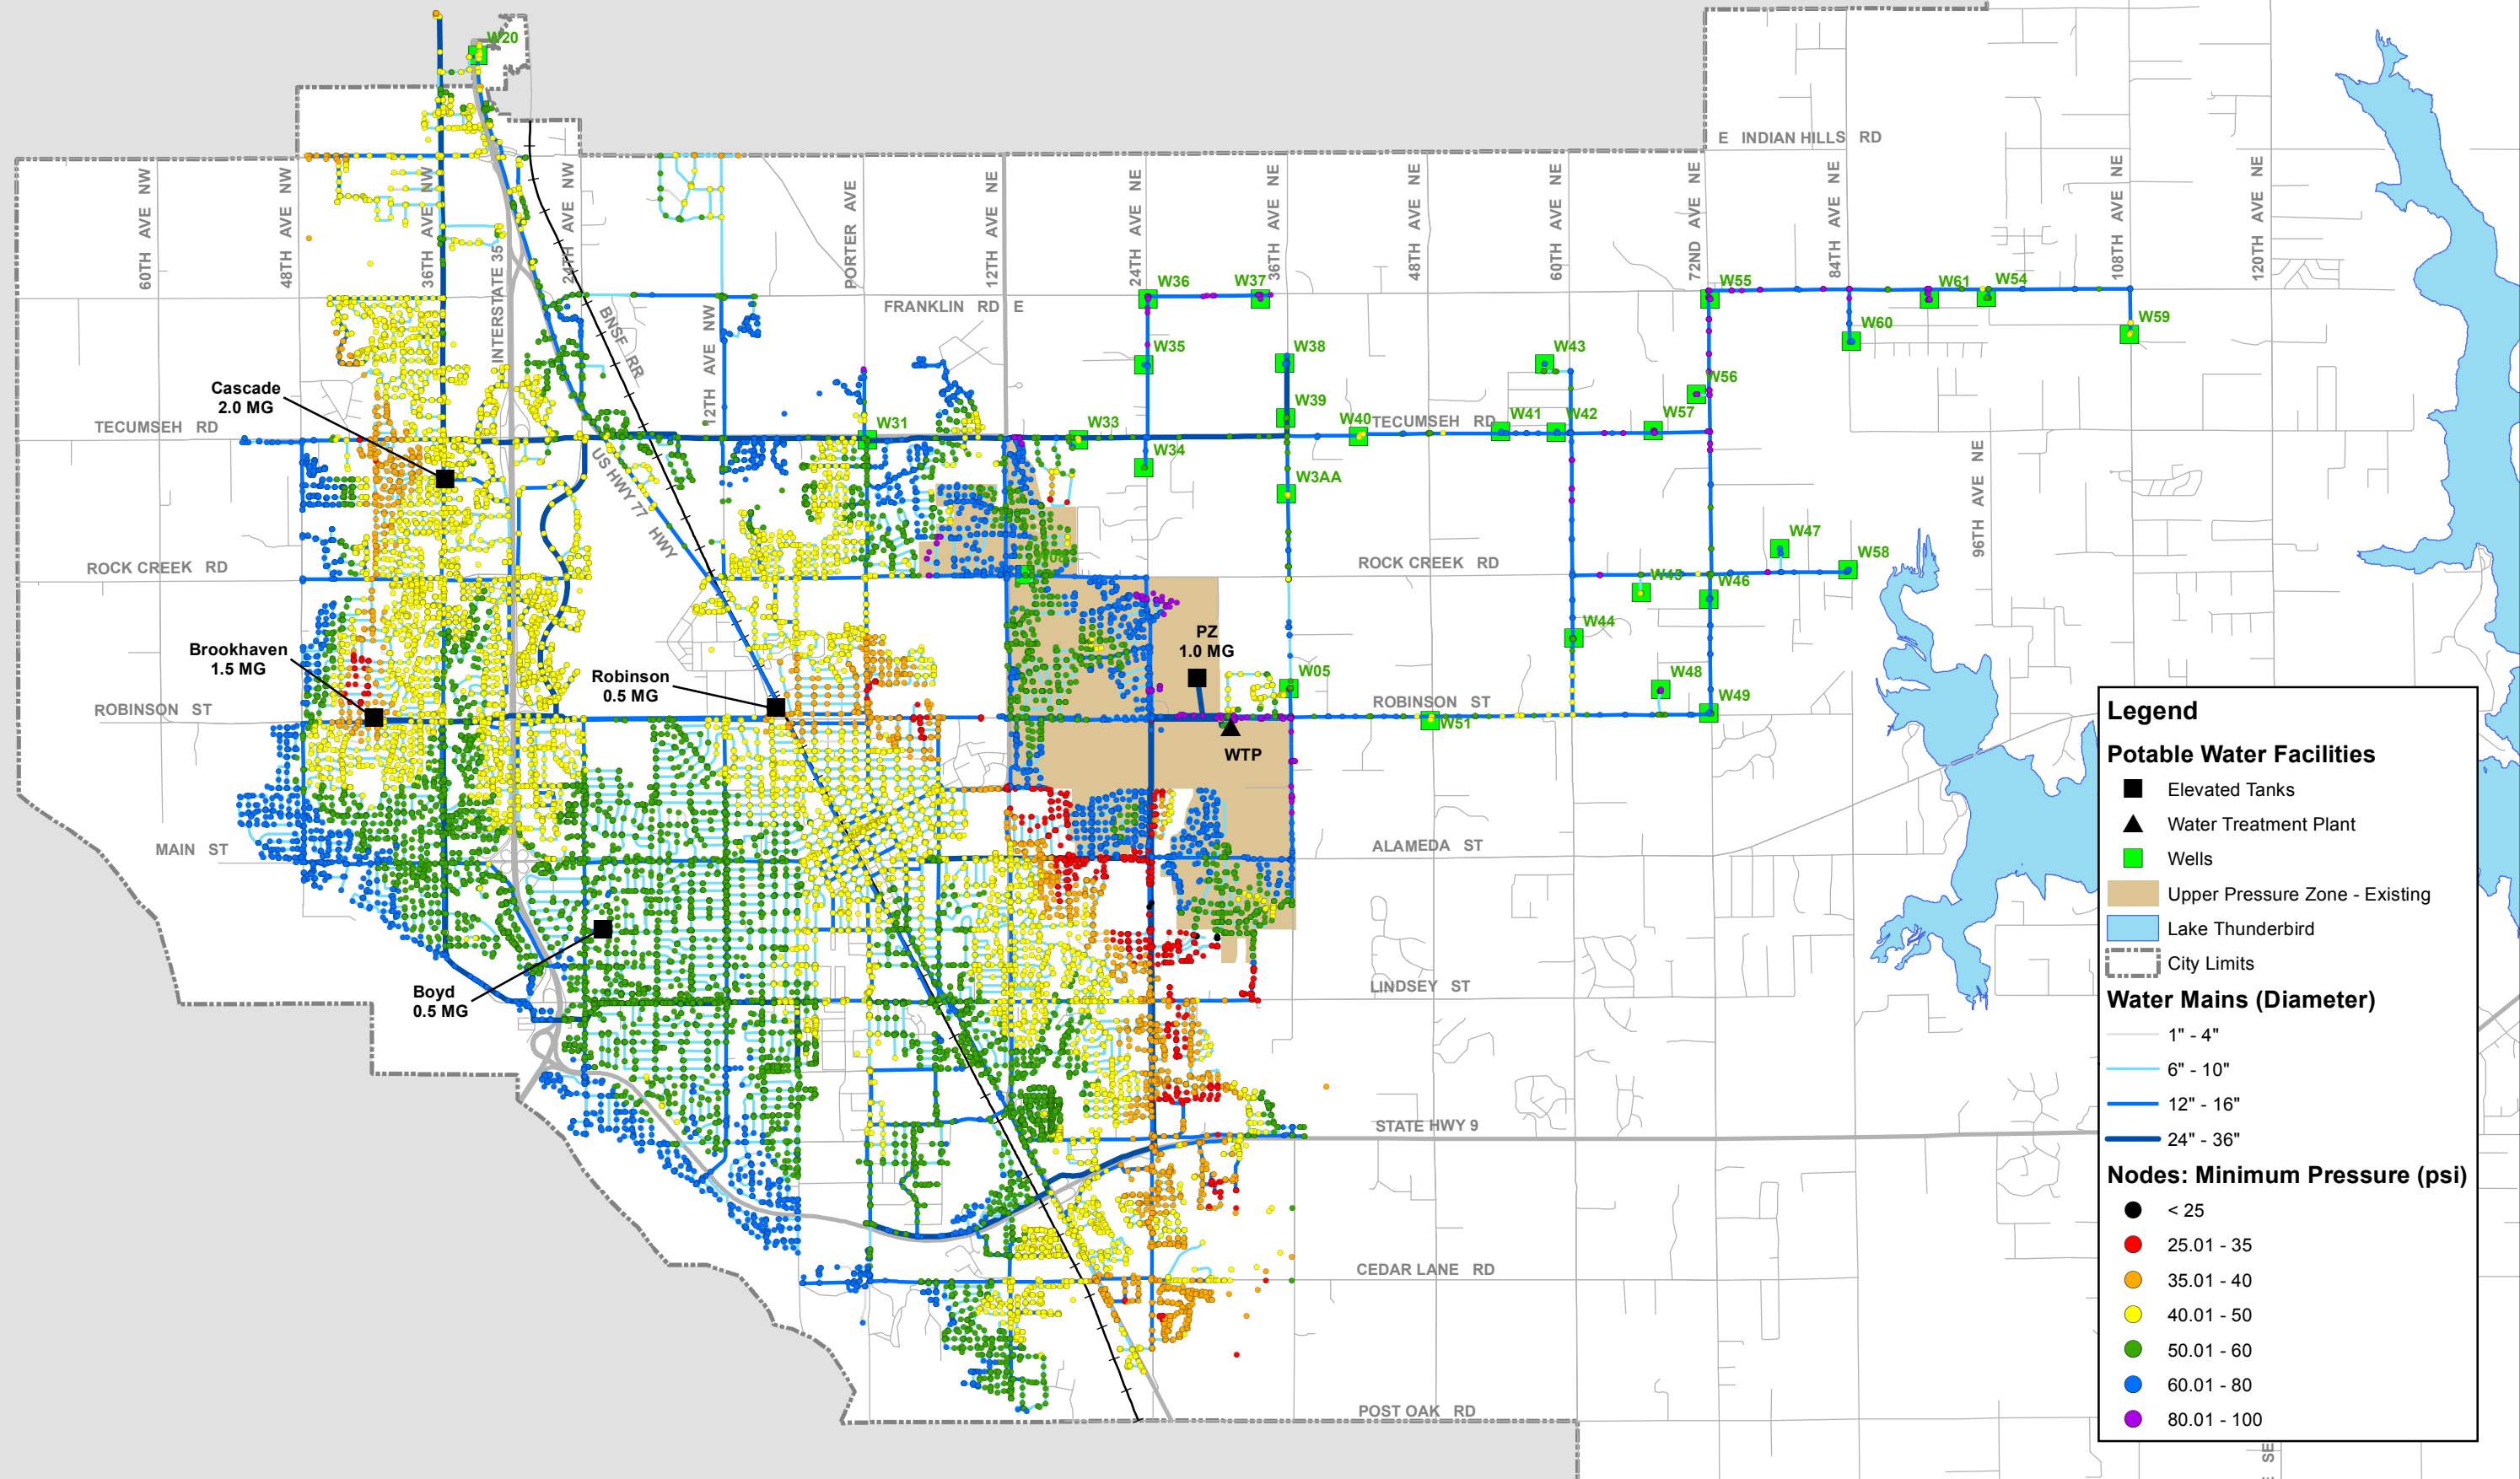 W20
E INDIAN HILLS RD
60TH AVE NW
48TH AVE NW
36TH AVE NW
INTERSTATE 35
24TH AVE NW
BNSF RR
12TH AVE NW
PORTER AVE
12TH AVE NE
24TH AVE NE
36TH AVE NE
48TH AVE NE
60TH AVE NE
72ND AVE NE
84TH AVE NE
96TH AVE NE
108TH AVE NE
120TH AVE NE
W36
W37
W55
W61
W54
FRANKLIN RD E
W59
W60
W35
W38
W43
W56
Cascade
2.0 MG
W39
TECUMSEH RD
W31
W33
W40
TECUMSEH RD
W41
W42
W57
W34
US HWY 77 HWY
W3AA
W47
W58
ROCK CREEK RD
ROCK CREEK RD
W45
W46
W44
PZ
1.0 MG
Brookhaven
1.5 MG
Robinson
0.5 MG
W05
W48
W49
ROBINSON ST
ROBINSON ST
W51
WTP
MAIN ST
ALAMEDA ST
Boyd
0.5 MG
LINDSEY ST
STATE HWY 9
CEDAR LANE RD
POST OAK RD
SE
Legend
Potable Water Facilities
Elevated Tanks
Water Treatment Plant
Wells
Upper Pressure Zone - Existing
Lake Thunderbird
City Limits
Water Mains (Diameter)
1" - 4"
6" - 10"
12" - 16"
24" - 36"
Nodes: Minimum Pressure (psi)
< 25
25.01 - 35
35.01 - 40
40.01 - 50
50.01 - 60
60.01 - 80
80.01 - 100